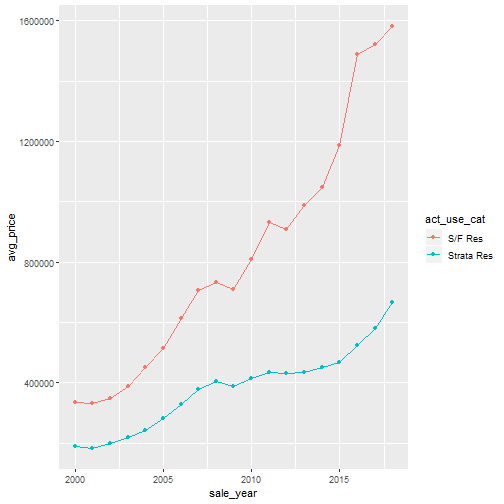 1600000
1200000
800000
400000
avg_price
2000
2005
2010
2015
sale_year
act_use_cat
S/F Res
Strata Res